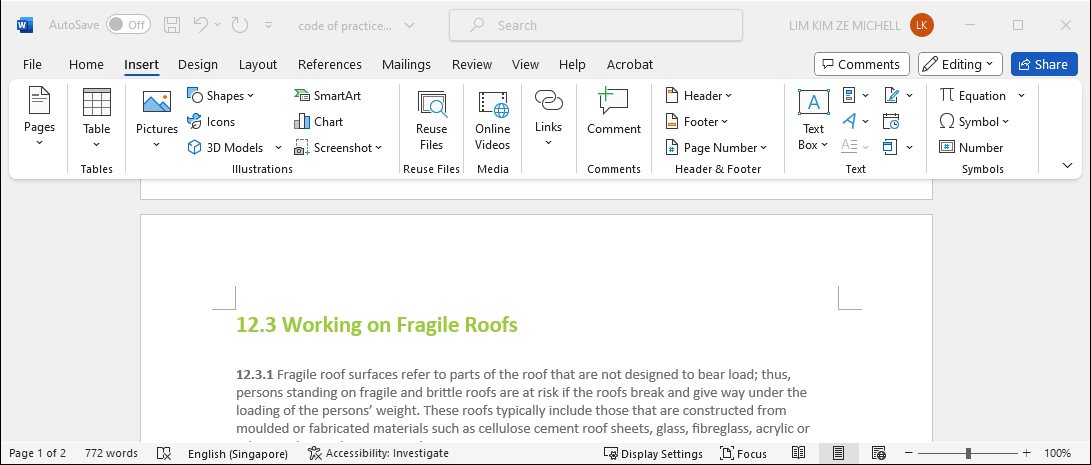 AutoSave Off code of practice... Search LIM KIM ZE MICHELL LK
File Home Insert Design Layout References Mailings Review View Help Acrobat Comments Editing Share
Pages
Table
Tables
Pictures
Shapes
Icons
3D Models
SmartArt
Chart
Screenshot
Illustrations
Reuse
Files
Reuse Files
Online
Videos
Media
Links
Comment
Comments
Header
Footer
Page Number
Header & Footer
A
Text
Box
Text
Equation
Symbol
Number
Symbols
12.3 Working on Fragile Roofs
12.3.1 Fragile roof surfaces refer to parts of the roof that are not designed to bear load; thus,
persons standing on fragile and brittle roofs are at risk if the roofs break and give way under the
loading of the persons’ weight. These roofs typically include those that are constructed from
moulded or fabricated materials such as cellulose cement roof sheets, glass, fibreglass, acrylic or
Page 1 of 2 772 words English (Singapore) Accessibility: Investigate Display Settings Focus 100%